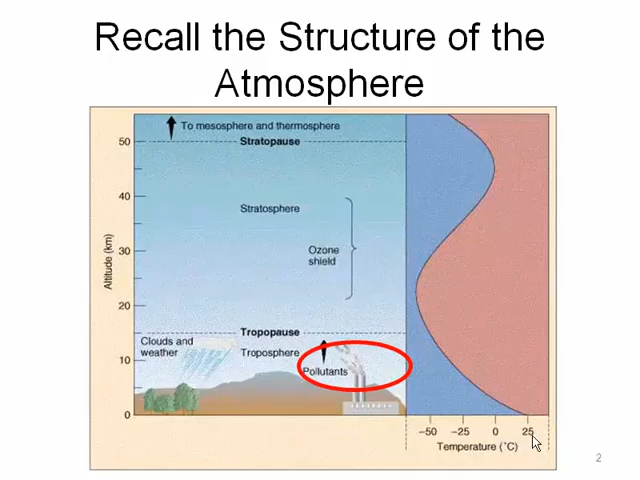 Recall the Structure of the
Atmosphere
To mesosphere and thermosphere
50
Stratopause
40
Stratosphere
Ozone
shield
Altitude (km)
30
20
Tropopause
Clouds and
weather
Troposphere
10
Pollutants
0
−50 −25 0 25
Temperature (°C)
2